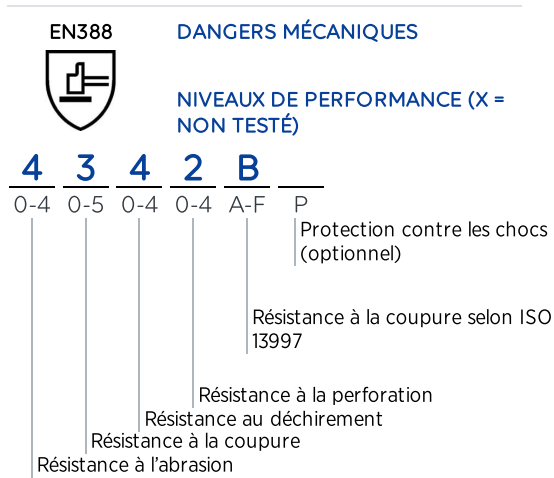 EN388
DANGERS MÉCANIQUES
NIVEAUX DE PERFORMANCE (X =
NON TESTÉ)
4 3 4 2 B
0-4 0-5 0-4 0-4 A-F P
Protection contre les chocs
(optionnel)
Résistance à la coupure selon ISO
13997
Résistance à la perforation
Résistance au déchirement
Résistance à la coupure
Résistance à l’abrasion